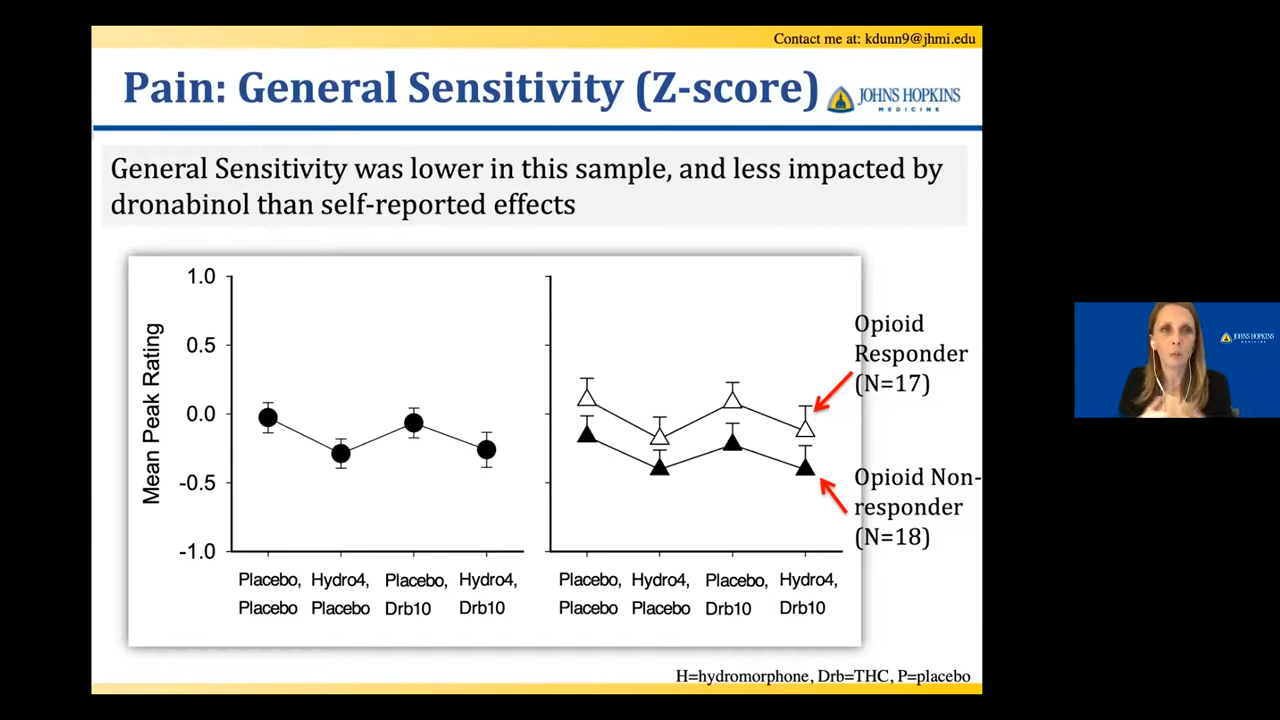 Contact me at: kdunn9@jhmi.edu
Pain: General Sensitivity (Z-score)
JOHNS HOPKINS
MEDICINE
General Sensitivity was lower in this sample, and less impacted by
dronabinol than self-reported effects
Mean Peak Rating
1.0
0.5
0.0
-0.5
-1.0
Placebo, Hydro4, Placebo, Hydro4,
Placebo Placebo Drb10 Drb10
Placebo, Hydro4, Placebo, Hydro4,
Placebo Placebo Drb10 Drb10
Opioid
Responder
(N=17)
Opioid Non-
responder
(N=18)
H=hydromorphone, Drb=THC, P=placebo
JOHNS HOPKINS
MEDICINE